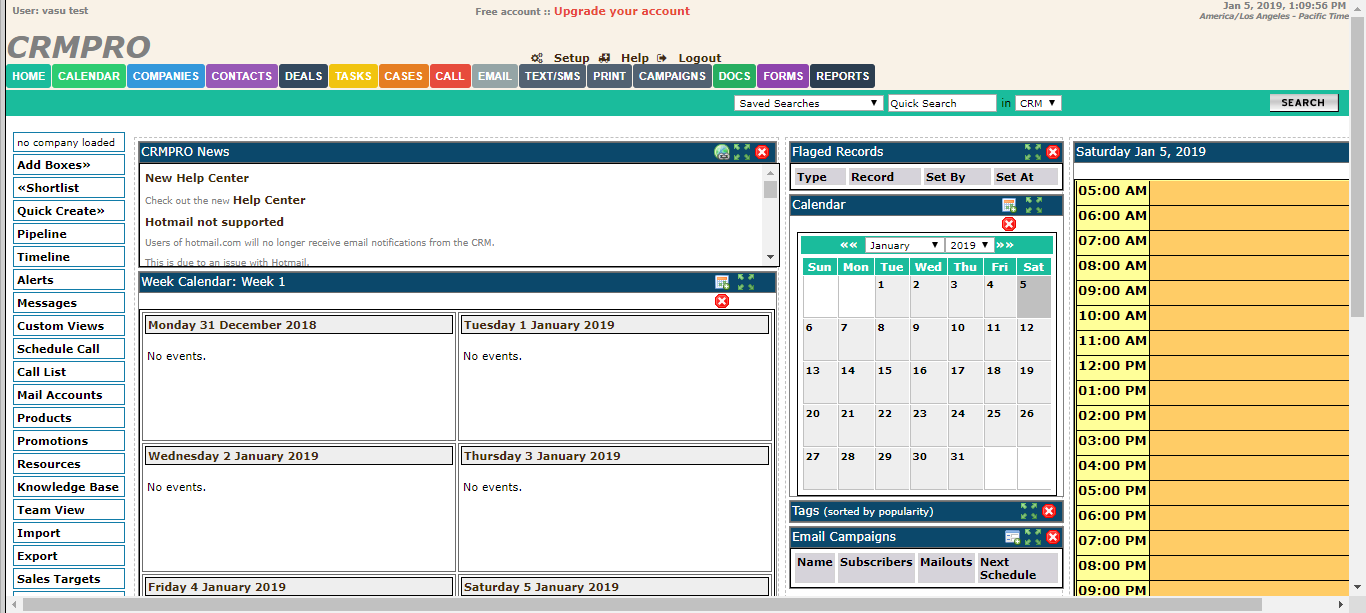 User: vasu test
Free account :: Upgrade your account
Jan 5, 2019, 1:09:56 PM
America/Los Angeles - Pacific Time
CRMPRO
Setup Help Logout
HOME CALENDAR COMPANIES CONTACTS DEALS TASKS CASES CALL EMAIL TEXT/SMS PRINT CAMPAIGNS DOCS FORMS REPORTS
Saved Searches Quick Search in CRM SEARCH
no company loaded
Add Boxes»
«Shortlist
Quick Create»
Pipeline
Timeline
Alerts
Messages
Custom Views
Schedule Call
Call List
Mail Accounts
Products
Promotions
Resources
Knowledge Base
Team View
Import
Export
Sales Targets
CRMPRO News
New Help Center
Check out the new Help Center
Hotmail not supported
Users of hotmail.com will no longer receive email notifications from the CRM.
This is due to an issue with Hotmail.
Week Calendar: Week 1
Monday 31 December 2018
No events.
Tuesday 1 January 2019
No events.
Wednesday 2 January 2019
No events.
Thursday 3 January 2019
No events.
Friday 4 January 2019
Saturday 5 January 2019
Flaged Records
Type Record Set By Set At
Calendar
«« January 2019 »»
Sun Mon Tue Wed Thu Fri Sat
1 2 3 4 5
6 7 8 9 10 11 12
13 14 15 16 17 18 19
20 21 22 23 24 25 26
27 28 29 30 31
Tags (sorted by popularity)
Email Campaigns
Name Subscribers Mailouts Next Schedule
Saturday Jan 5, 2019
05:00 AM
06:00 AM
07:00 AM
08:00 AM
09:00 AM
10:00 AM
11:00 AM
12:00 PM
01:00 PM
02:00 PM
03:00 PM
04:00 PM
05:00 PM
06:00 PM
07:00 PM
08:00 PM
09:00 PM